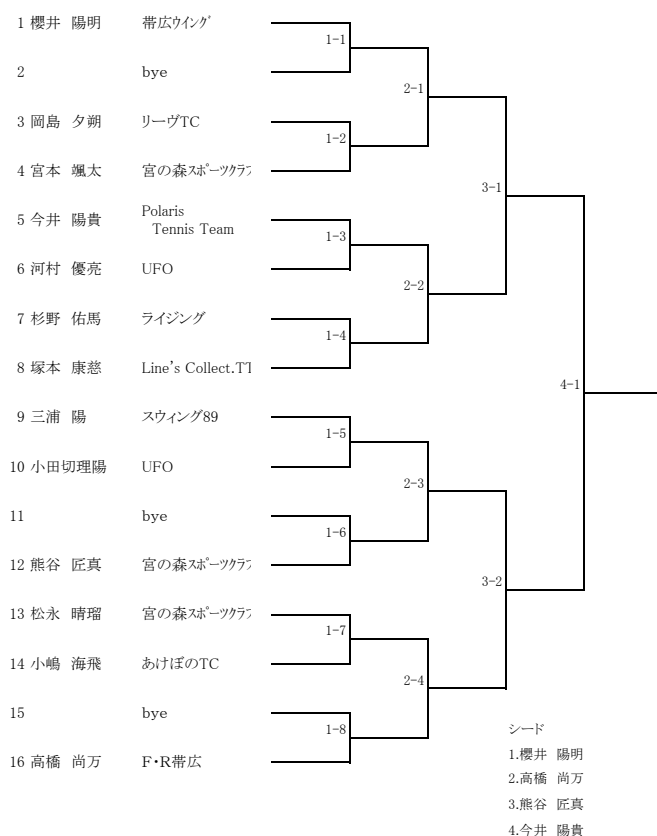 1 櫻井 陽明 帯広ウイング
1-1
2 bye
2-1
3 岡島 夕朔 リーヴTC
1-2
4 宮本 颯太 宮の森スポーツクラブ
3-1
5 今井 陽貴 Polaris
Tennis Team
1-3
6 河村 優亮 UFO
2-2
7 杉野 佑馬 ライジング
1-4
8 塚本 康慈 Line's Collect.TT
4-1
9 三浦 陽 スウィング89
1-5
10 小田切理陽 UFO
2-3
11 bye
1-6
12 熊谷 匠真 宮の森スポーツクラブ
3-2
13 松永 晴瑠 宮の森スポーツクラブ
1-7
14 小嶋 海飛 あけぼのTC
2-4
15 bye
1-8
16 高橋 尚万 F・R帯広
シード
1.櫻井 陽明
2.高橋 尚万
3.熊谷 匠真
4.今井 陽貴